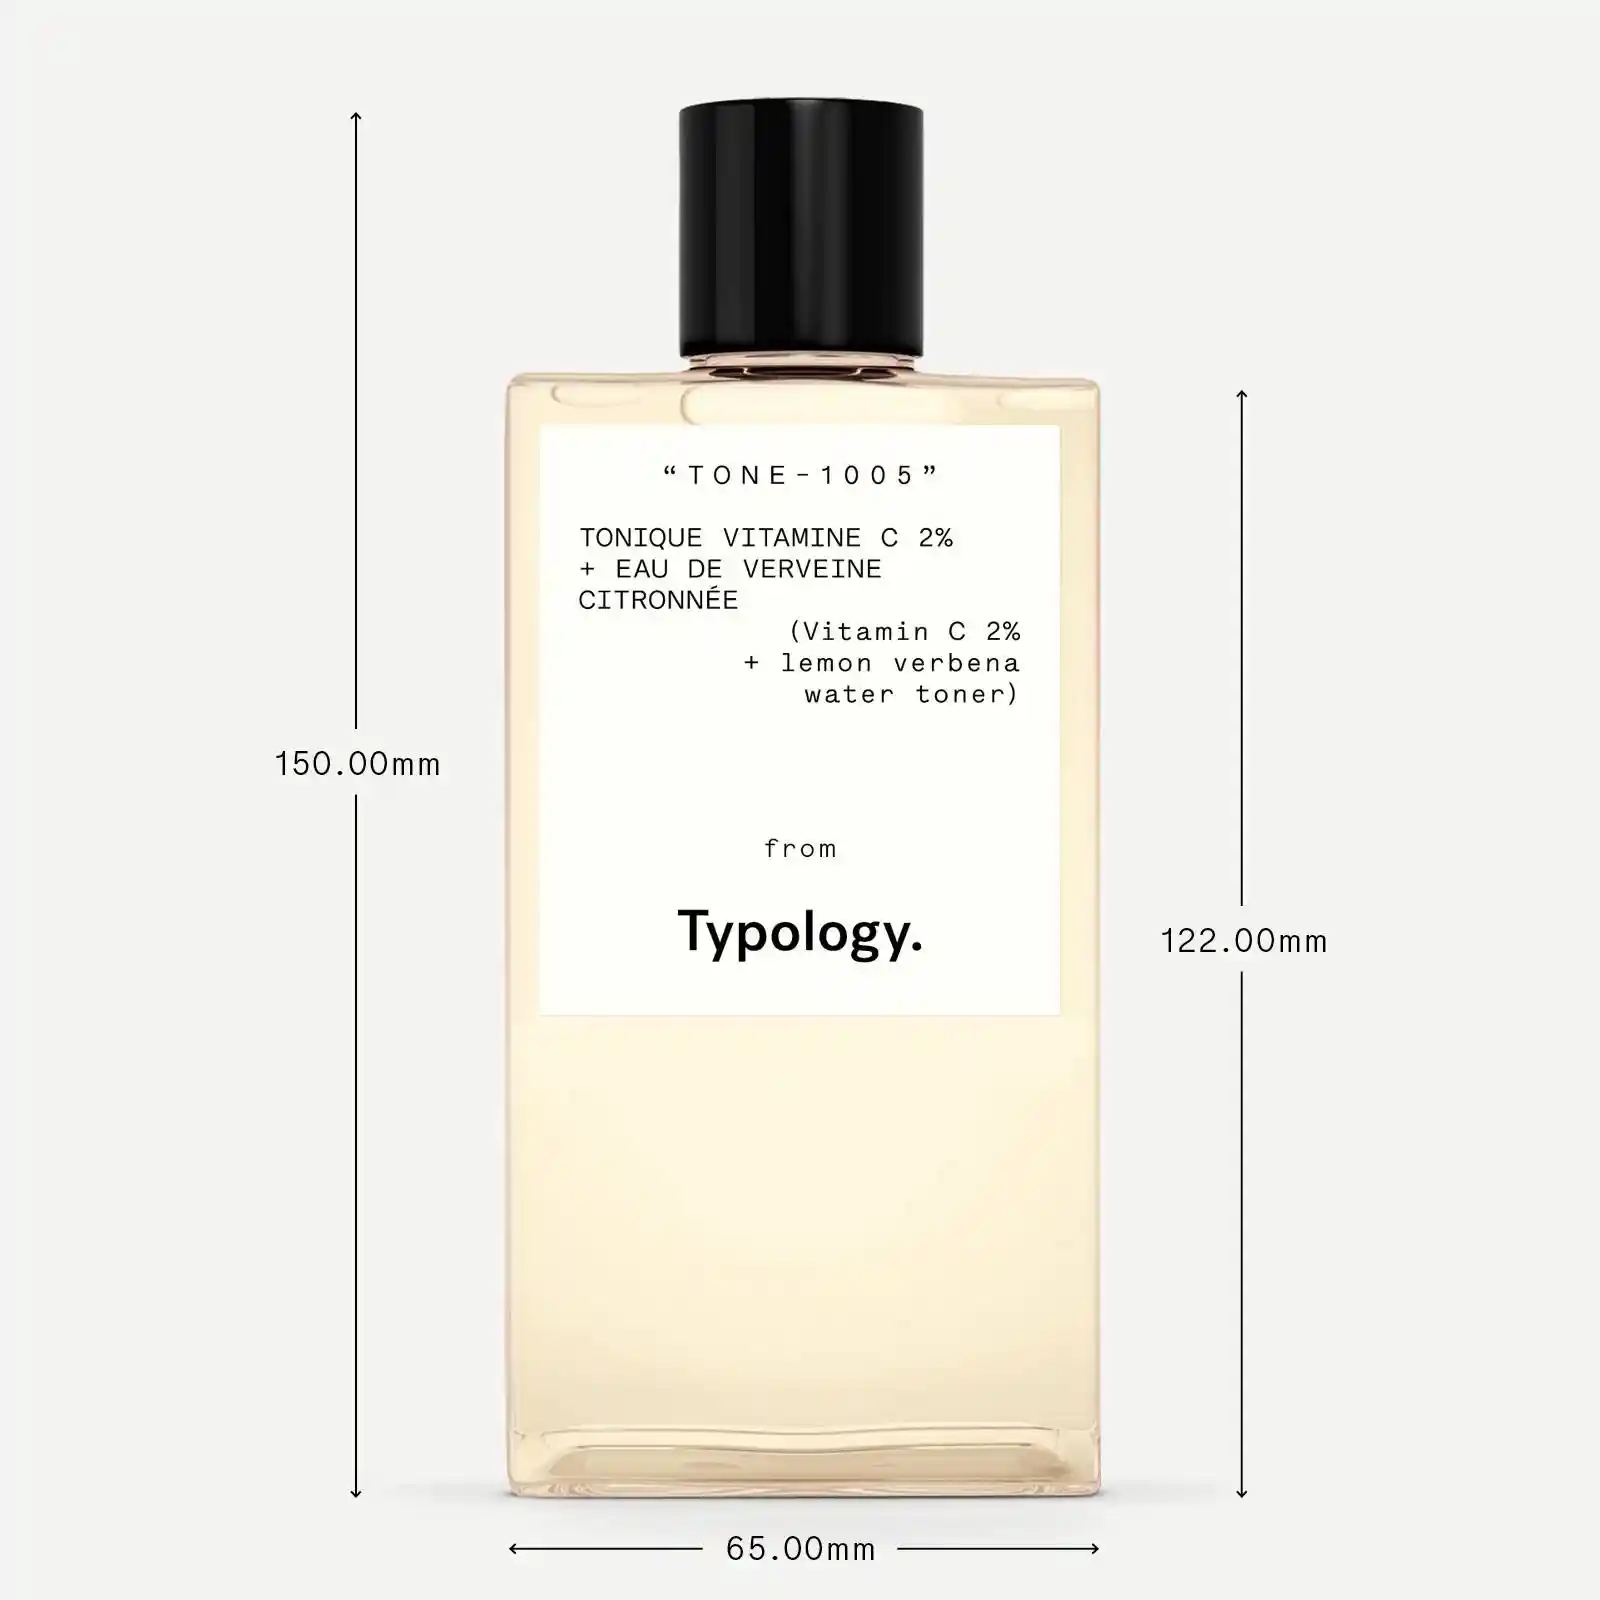 “TONE-1005”
TONIQUE VITAMINE C 2%
+ EAU DE VERVEINE
CITRONNÉE
(Vitamin C 2%
+ lemon verbena
water toner)
from
Typology.
150.00mm
122.00mm
65.00mm